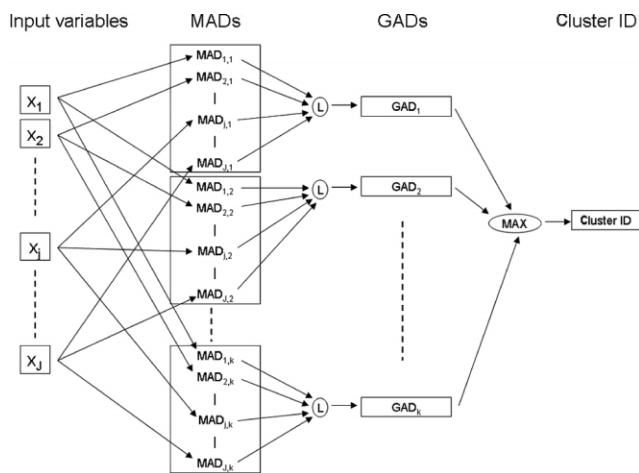 Input variables MADs GADs Cluster ID
MAD1,1
MAD2,1
MADj,1
MADJ,1
X1
X2
Xj
XJ
MAD1,2
MAD2,2
MADj,2
MADJ,2
MAD1,k
MAD2,k
MADj,k
MADJ,k
L
L
L
GAD1
GAD2
GADk
MAX
Cluster ID